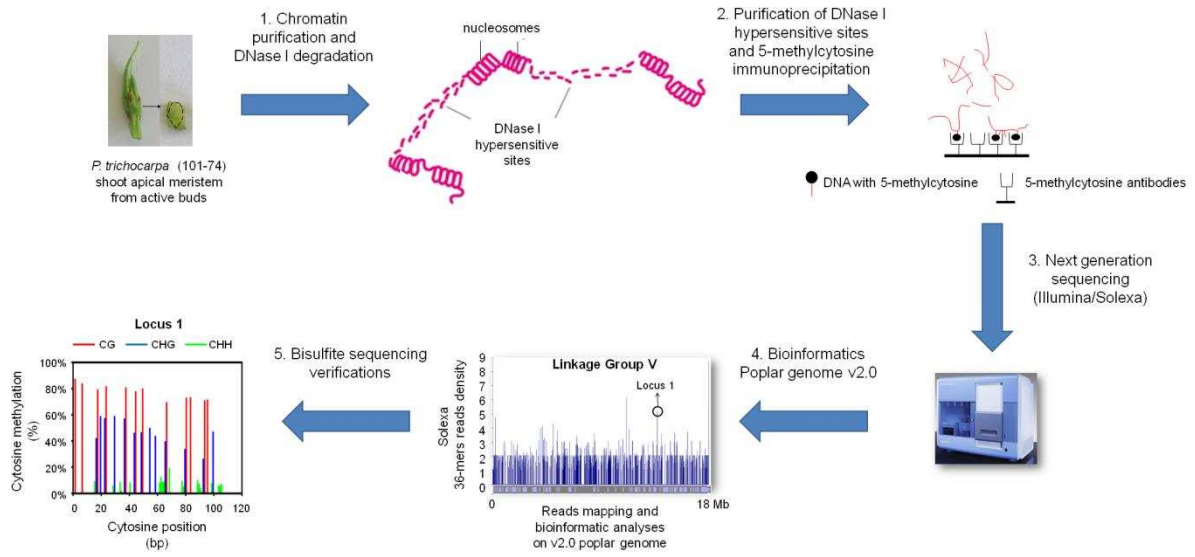 1. Chromatin
purification and
DNase I degradation
nucleosomes
DNase I
hypersensitive
sites
2. Purification of DNase I
hypersensitive sites
and 5-methylcytosine
immunoprecipitation
P. trichocarpa (101-74)
shoot apical meristem
from active buds
DNA with 5-methylcytosine
5-methylcytosine antibodies
3. Next generation
sequencing
(Illumina/Solexa)
4. Bioinformatics
Poplar genome v2.0
Linkage Group V
Locus 1
Solexa
36-mers reads density
9
8
7
6
5
4
3
2
1
0
0
18 Mb
Reads mapping and
bioinformatic analyses
on v2.0 poplar genome
5. Bisulfite sequencing
verifications
Locus 1
CG CHG CHH
Cytosine methylation
(%)
100%
80%
60%
40%
20%
0%
0 20 40 60 80 100 120
Cytosine position
(bp)